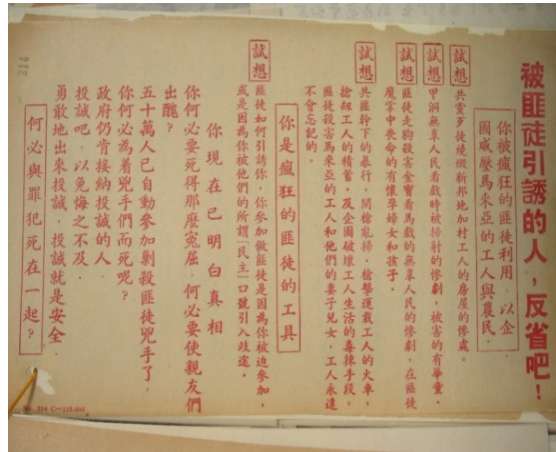 被匪徒引誘的人，反省吧！
你被瘋狂的匪徒利用，以企
圖威壓馬來亞的工人與農民．
試想
共黨歹徒燒燬新邦地加村工人的房屋的慘處．
試想
甲洞無辜人民看戲時被掃射的慘劇，被害的有華童．
試想
匪徒走狗殺害金寶看馬戲的無辜人民的慘劇．在匪徒
魔掌中喪命的有懷孕婦女和孩子．
試想
共匪幹下的暴行，開槍亂掃．搶擊運載工人的火車，
搶刼工人的積蓄，及企圖破壞工人生活的毒辣手段，
匪徒殺害馬來亞的工人和他們的妻子兒女．工人永遠
不會忘記的．
你是瘋狂的匪徒的工具
試想
匪徒如何引誘你，你參加做匪徒是因為你被迫參加，
或是因為你被他們的所謂「民主」口號引入歧途．
你現在已明白真相
你何必要死得那麼寃屈．何必要使親友們
出醜？
五十萬人已自動參加剿殺匪徒兇手了．
你何必為着兇手們而死呢？
政府仍肯接納投誠的人．
投誠吧．以免悔之不及．
勇敢地出來投誠．投誠就是安全．
何必與罪犯死在一起？